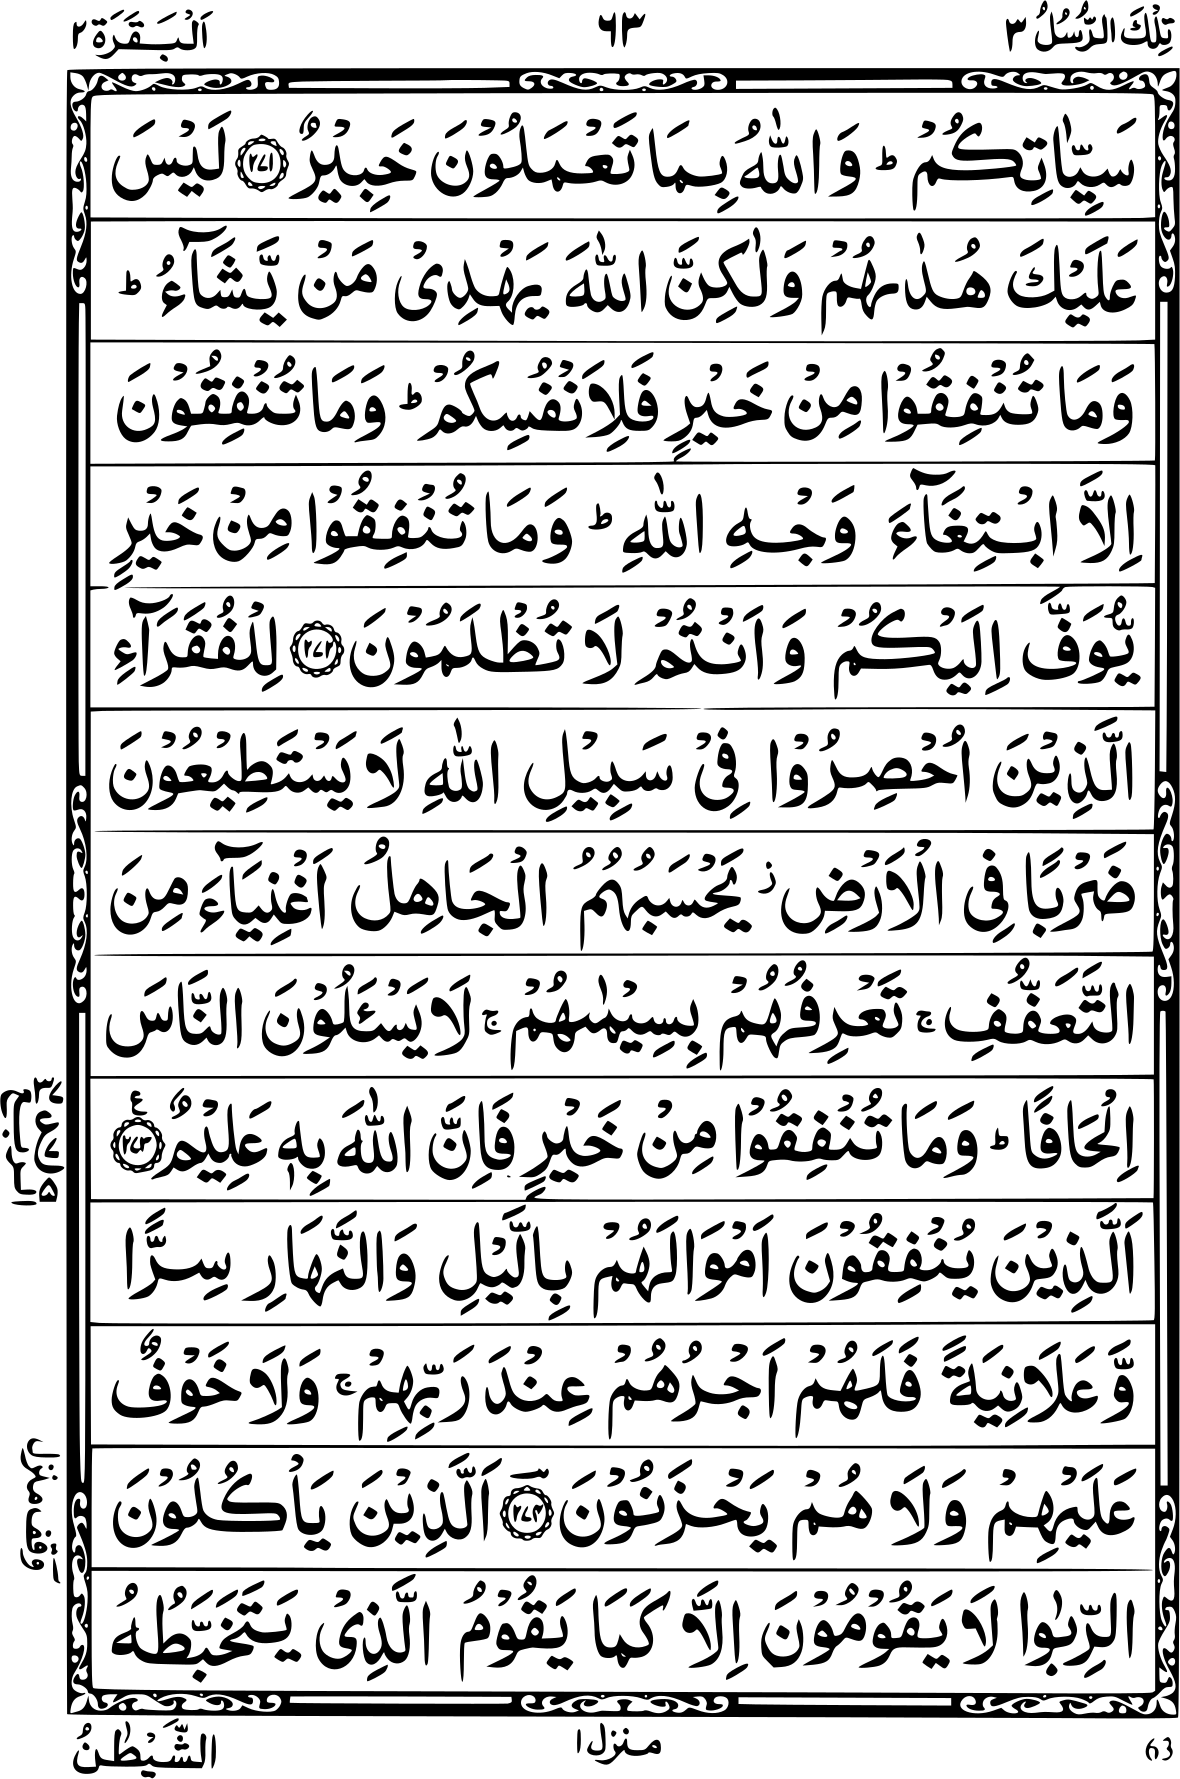 تِلْكَ الرُّسُلُ ٣
٦٣
اَلْبَقَرَة ٢
سَيِّاٰتِكُمْ ؕ وَ اللّٰهُ بِمَا تَعْمَلُوْنَ خَبِيْرٌ ﴿٢٧١﴾ لَيْسَ
عَلَيْكَ هُدٰىهُمْ وَلٰكِنَّ اللّٰهَ يَهْدِىْ مَنْ يَّشَآءُ ؕ
وَمَا تُنْفِقُوْا مِنْ خَيْرٍ فَلِاَنْفُسِكُمْ ؕ وَمَا تُنْفِقُوْنَ
اِلَّا ابْتِغَآءَ وَجْهِ اللّٰهِ ؕ وَمَا تُنْفِقُوْا مِنْ خَيْرٍ
يُّوَفَّ اِلَيْكُمْ وَ اَنْتُمْ لَا تُظْلَمُوْنَ ﴿٢٧٢﴾ لِلْفُقَرَآءِ
الَّذِيْنَ اُحْصِرُوْا فِىْ سَبِيْلِ اللّٰهِ لَا يَسْتَطِيْعُوْنَ
ضَرْبًا فِى الْاَرْضِ ز يَحْسَبُهُمُ الْجَاهِلُ اَغْنِيَآءَ مِنَ
التَّعَفُّفِ ۚ تَعْرِفُهُمْ بِسِيْمٰىهُمْ ۚ لَا يَسْـَٔلُوْنَ النَّاسَ
اِلْحَافًا ؕ وَمَا تُنْفِقُوْا مِنْ خَيْرٍ فَاِنَّ اللّٰهَ بِهٖ عَلِيْمٌ ﴿٢٧٣﴾ ع
٣٧ ع ٥
الربع
اَلَّذِيْنَ يُنْفِقُوْنَ اَمْوَالَهُمْ بِالَّيْلِ وَالنَّهَارِ سِرًّا
وَّعَلَانِيَةً فَلَهُمْ اَجْرُهُمْ عِنْدَ رَبِّهِمْ ۚ وَلَا خَوْفٌ
عَلَيْهِمْ وَلَا هُمْ يَحْزَنُوْنَ ﴿٢٧٤﴾ اَلَّذِيْنَ يَاْكُلُوْنَ
وقف منزل
الرِّبٰوا لَا يَقُوْمُوْنَ اِلَّا كَمَا يَقُوْمُ الَّذِىْ يَتَخَبَّطُهُ
63
منزل ١
الشَّيْطٰنُ